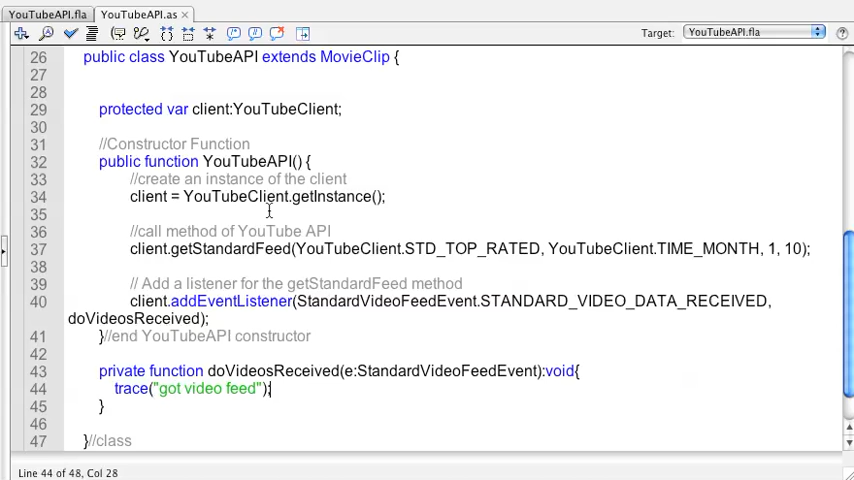 YouTubeAPI.fla
YouTubeAPI.as
Target: YouTubeAPI.fla
26 public class YouTubeAPI extends MovieClip {
27
28
29 protected var client:YouTubeClient;
30
31 //Constructor Function
32 public function YouTubeAPI() {
33 //create an instance of the client
34 client = YouTubeClient.getInstance();
35
36 //call method of YouTube API
37 client.getStandardFeed(YouTubeClient.STD_TOP_RATED, YouTubeClient.TIME_MONTH, 1, 10);
38
39 // Add a listener for the getStandardFeed method
40 client.addEventListener(StandardVideoFeedEvent.STANDARD_VIDEO_DATA_RECEIVED,
doVideosReceived);
41 }//end YouTubeAPI constructor
42
43 private function doVideosReceived(e:StandardVideoFeedEvent):void{
44 trace("got video feed");
45 }
46
47 }//class
Line 44 of 48, Col 28